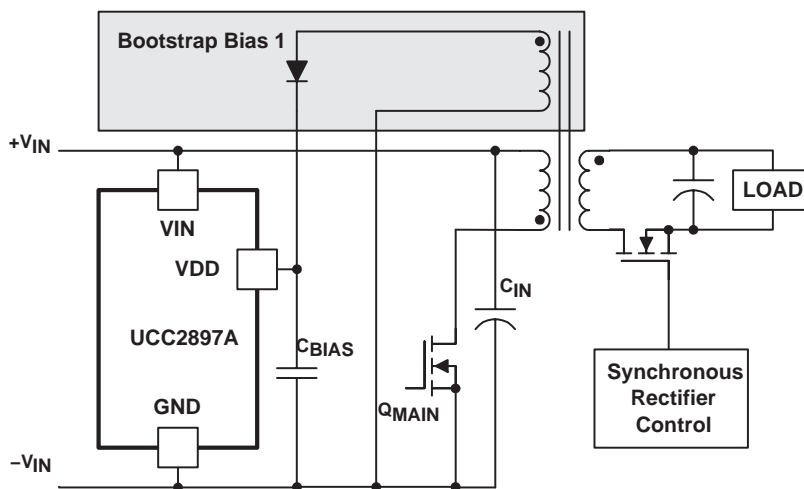 Bootstrap Bias 1
+VIN
VIN
VDD
UCC2897A
GND
CBIAS
CIN
QMAIN
LOAD
Synchronous
Rectifier
Control
−VIN